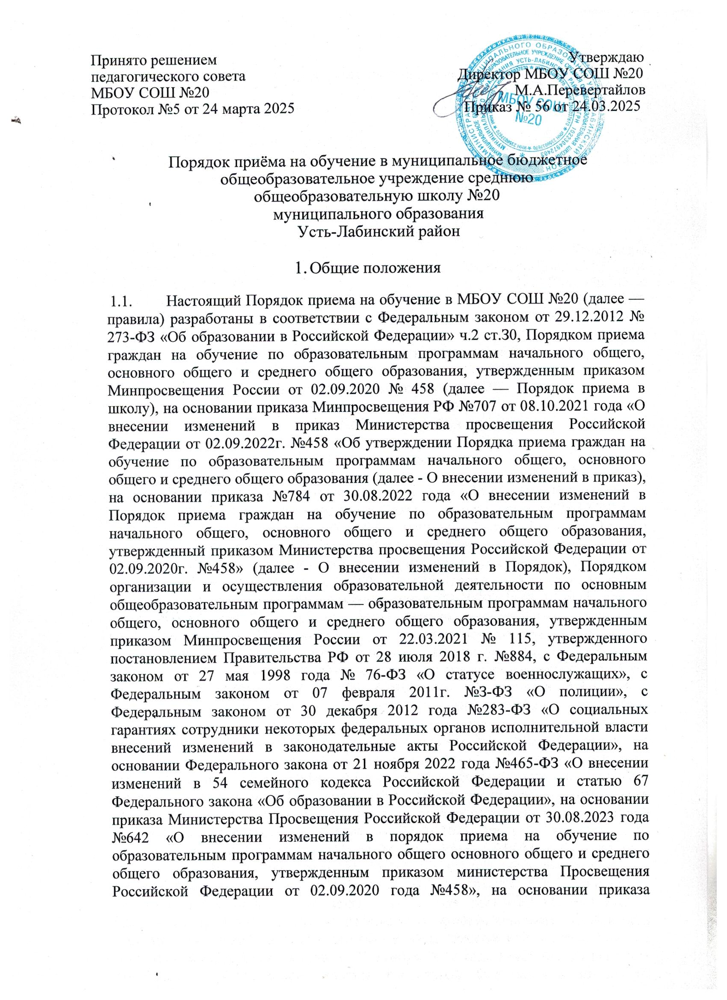 Принято решением
педагогического совета
МБОУ СОШ №20
Протокол №5 от 24 марта 2025
Утверждаю
Директор МБОУ СОШ №20
М.А.Перевертайлов
Приказ № 56 от 24.03.2025
МБОУ СОШ
№20
Порядок приёма на обучение в муниципальное бюджетное
общеобразовательное учреждение среднюю
общеобразовательную школу №20
муниципального образования
Усть-Лабинский район
1. Общие положения
1.1. Настоящий Порядок приема на обучение в МБОУ СОШ №20 (далее —
правила) разработаны в соответствии с Федеральным законом от 29.12.2012 №
273-ФЗ «Об образовании в Российской Федерации» ч.2 ст.30, Порядком приема
граждан на обучение по образовательным программам начального общего,
основного общего и среднего общего образования, утвержденным приказом
Минпросвещения России от 02.09.2020 № 458 (далее — Порядок приема в
школу), на основании приказа Минпросвещения РФ №707 от 08.10.2021 года «О
внесении изменений в приказ Министерства просвещения Российской
Федерации от 02.09.2022г. №458 «Об утверждении Порядка приема граждан на
обучение по образовательным программам начального общего, основного
общего и среднего общего образования (далее - О внесении изменений в приказ),
на основании приказа №784 от 30.08.2022 года «О внесении изменений в
Порядок приема граждан на обучение по образовательным программам
начального общего, основного общего и среднего общего образования,
утвержденный приказом Министерства просвещения Российской Федерации от
02.09.2020г. №458» (далее - О внесении изменений в Порядок), Порядком
организации и осуществления образовательной деятельности по основным
общеобразовательным программам — образовательным программам начального
общего, основного общего и среднего общего образования, утвержденным
приказом Минпросвещения России от 22.03.2021 № 115, утвержденного
постановлением Правительства РФ от 28 июля 2018 г. №884, с Федеральным
законом от 27 мая 1998 года № 76-ФЗ «О статусе военнослужащих», с
Федеральным законом от 07 февраля 2011г. №3-ФЗ «О полиции», с
Федеральным законом от 30 декабря 2012 года №283-ФЗ «О социальных
гарантиях сотрудники некоторых федеральных органов исполнительной власти
внесений изменений в законодательные акты Российской Федерации», на
основании Федерального закона от 21 ноября 2022 года №465-ФЗ «О внесении
изменений в 54 семейного кодекса Российской Федерации и статью 67
Федерального закона «Об образовании в Российской Федерации», на основании
приказа Министерства Просвещения Российской Федерации от 30.08.2023 года
№642 «О внесении изменений в порядок приема на обучение по
образовательным программам начального общего основного общего и среднего
общего образования, утвержденным приказом министерства Просвещения
Российской Федерации от 02.09.2020 года №458», на основании приказа